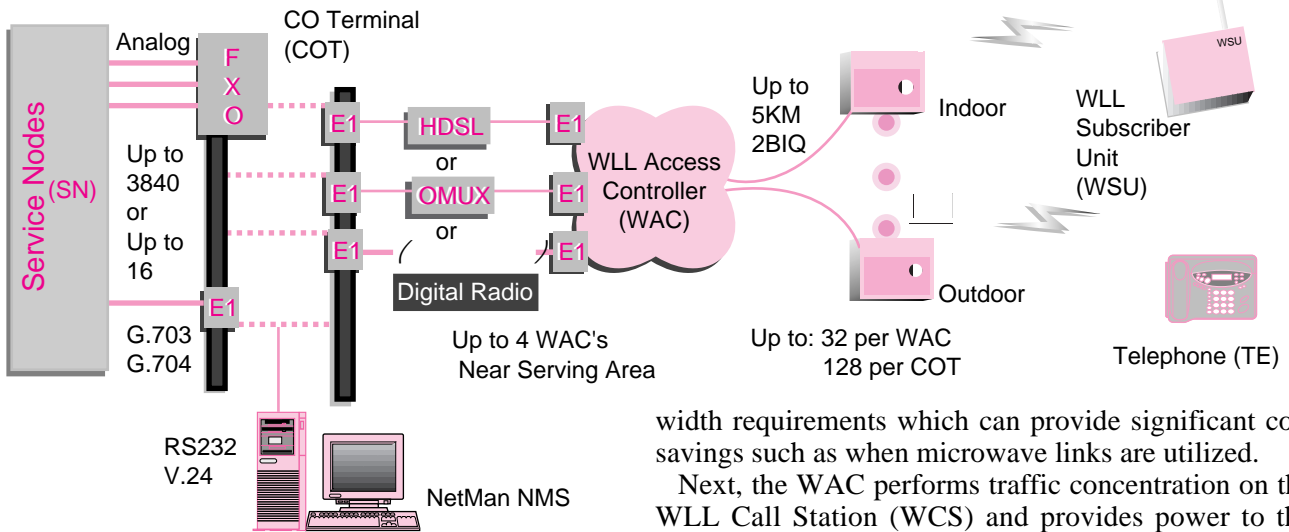 CO Terminal
(COT)
Analog
F
X
O
Service Nodes
(SN)
Up to
3840
or
Up to
16
E1
G.703
G.704
E1
HDSL
E1
or
E1
OMUX
E1
or
E1
E1
Digital Radio
Up to 4 WAC's
Near Serving Area
WLL Access
Controller
(WAC)
Up to
5KM
2BIQ
Indoor
Outdoor
Up to: 32 per WAC
128 per COT
WSU
WLL
Subscriber
Unit
(WSU)
Telephone (TE)
RS232
V.24
NetMan NMS
width requirements which can provide significant co
savings such as when microwave links are utilized.
Next, the WAC performs traffic concentration on th
WLL Call Station (WCS) and provides power to th